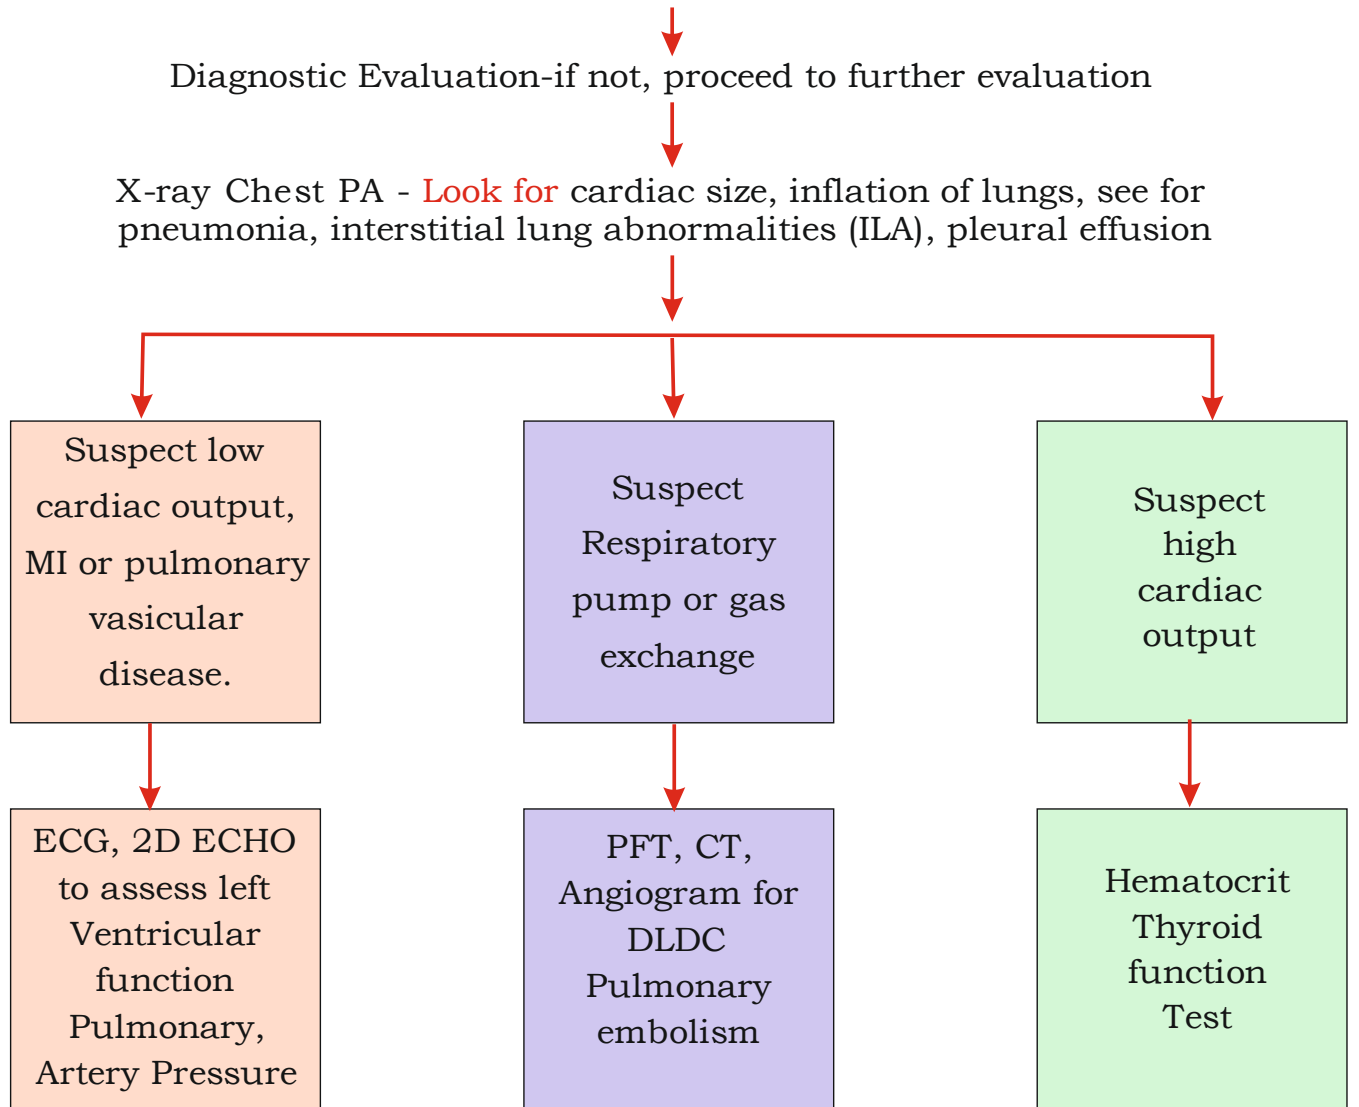 Diagnostic Evaluation-if not, proceed to further evaluation
X-ray Chest PA - Look for cardiac size, inflation of lungs, see for
pneumonia, interstitial lung abnormalities (ILA), pleural effusion
Suspect low
cardiac output,
MI or pulmonary
vasicular
disease.
Suspect
Respiratory
pump or gas
exchange
Suspect
high
cardiac
output
ECG, 2D ECHO
to assess left
Ventricular
function
Pulmonary,
Artery Pressure
PFT, CT,
Angiogram for
DLDC
Pulmonary
embolism
Hematocrit
Thyroid
function
Test